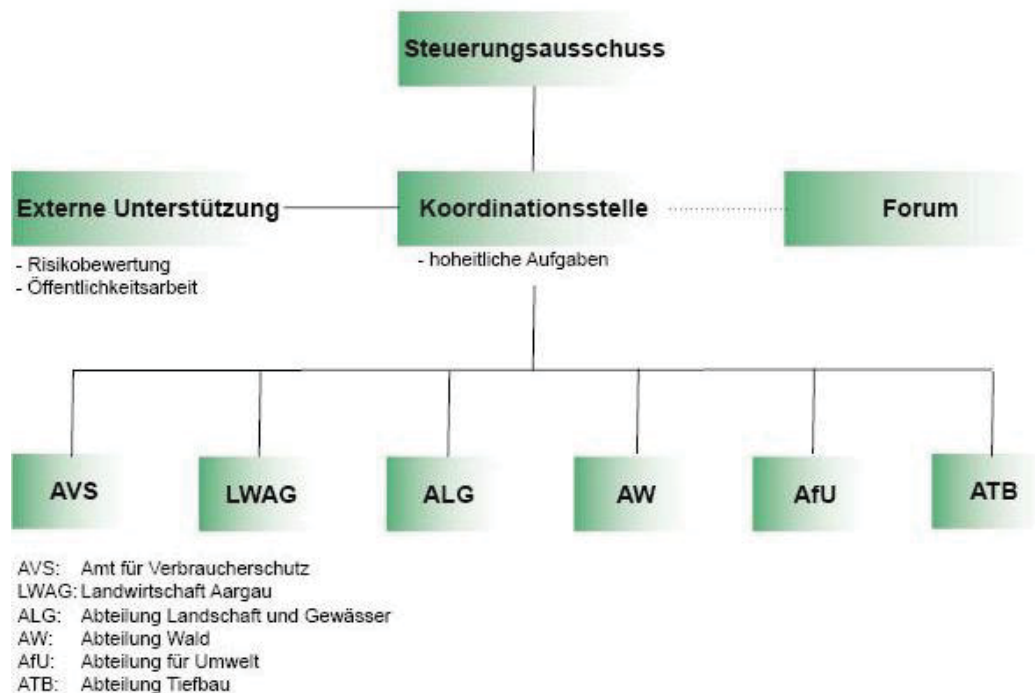 Steuerungsausschuss
Externe Unterstützung
Koordinationsstelle
Forum
- Risikobewertung
- Öffentlichkeitsarbeit
- hoheitliche Aufgaben
AVS
LWAG
ALG
AW
AfU
ATB
AVS: Amt für Verbraucherschutz
LWAG: Landwirtschaft Aargau
ALG: Abteilung Landschaft und Gewässer
AW: Abteilung Wald
AfU: Abteilung für Umwelt
ATB: Abteilung Tiefbau